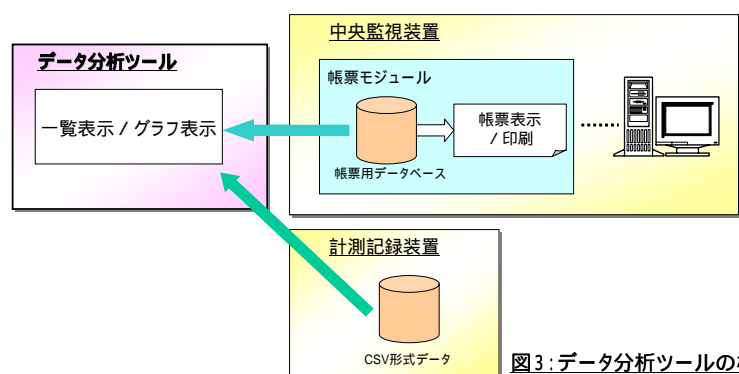 中央監視装置
データ分析ツール
帳票モジュール
一覧表示 / グラフ表示
帳票表示
/ 印刷
帳票用データベース
計測記録装置
CSV形式データ
図3:データ分析ツールの